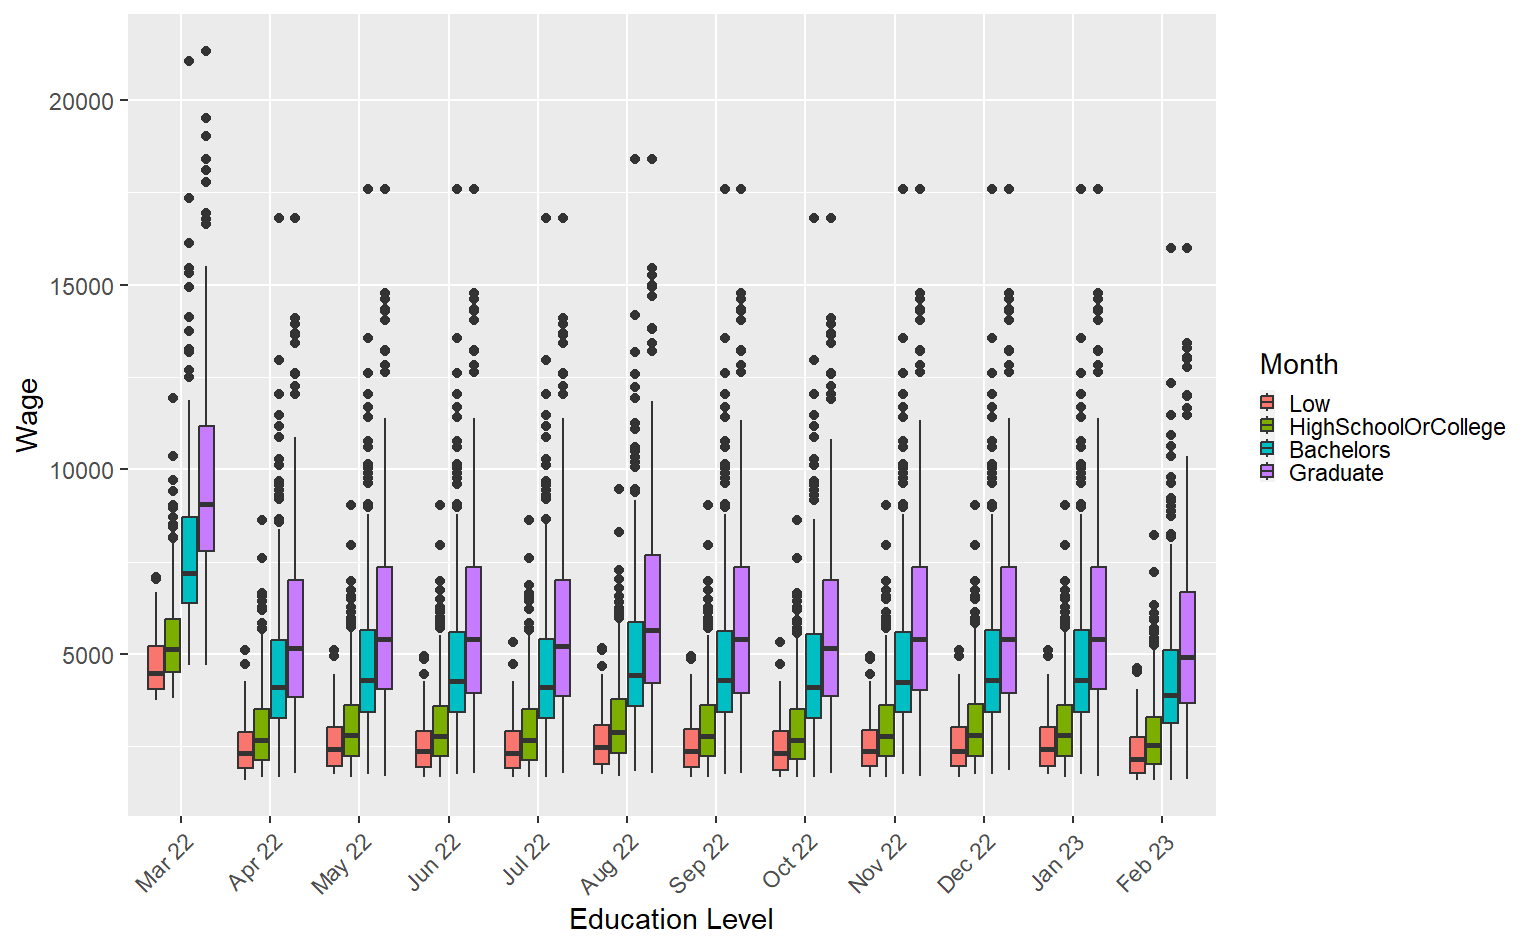 Wage
20000
15000
10000
5000
Mar 22
Apr 22
May 22
Jun 22
Jul 22
Aug 22
Sep 22
Oct 22
Nov 22
Dec 22
Jan 23
Feb 23
Education Level
Month
Low
HighSchoolOrCollege
Bachelors
Graduate